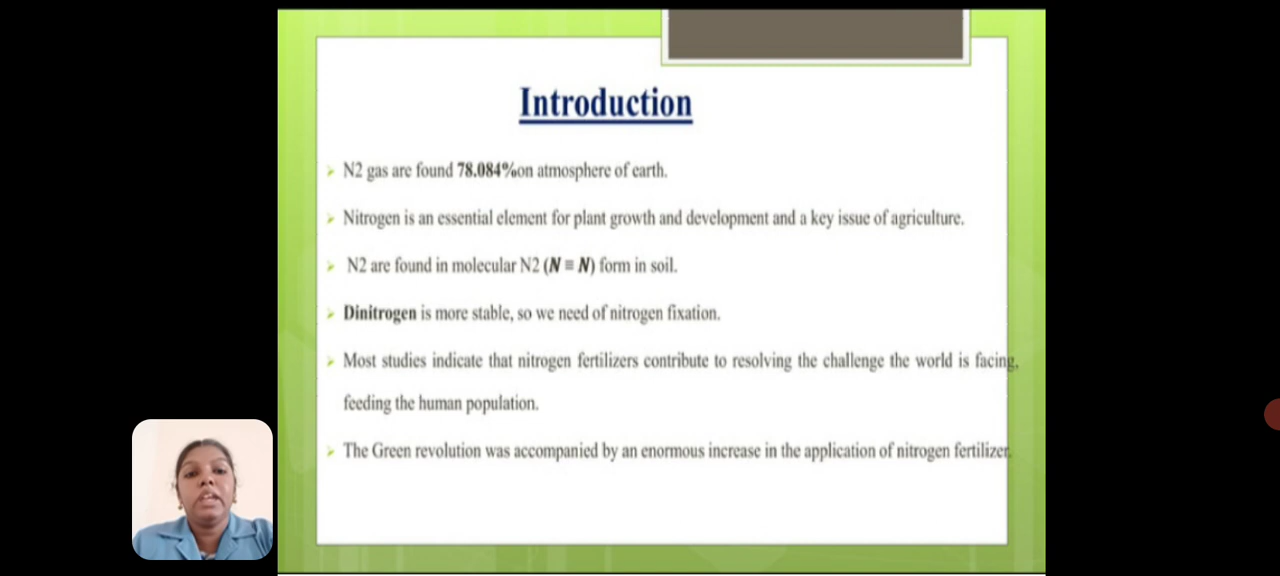 Introduction
N2 gas are found 78.084%on atmosphere of earth.
Nitrogen is an essential element for plant growth and development and a key issue of agriculture.
N2 are found in molecular N2 (N ≡ N) form in soil.
Dinitrogen is more stable, so we need of nitrogen fixation.
Most studies indicate that nitrogen fertilizers contribute to resolving the challenge the world is facing,
feeding the human population.
The Green revolution was accompanied by an enormous increase in the application of nitrogen fertilizer.